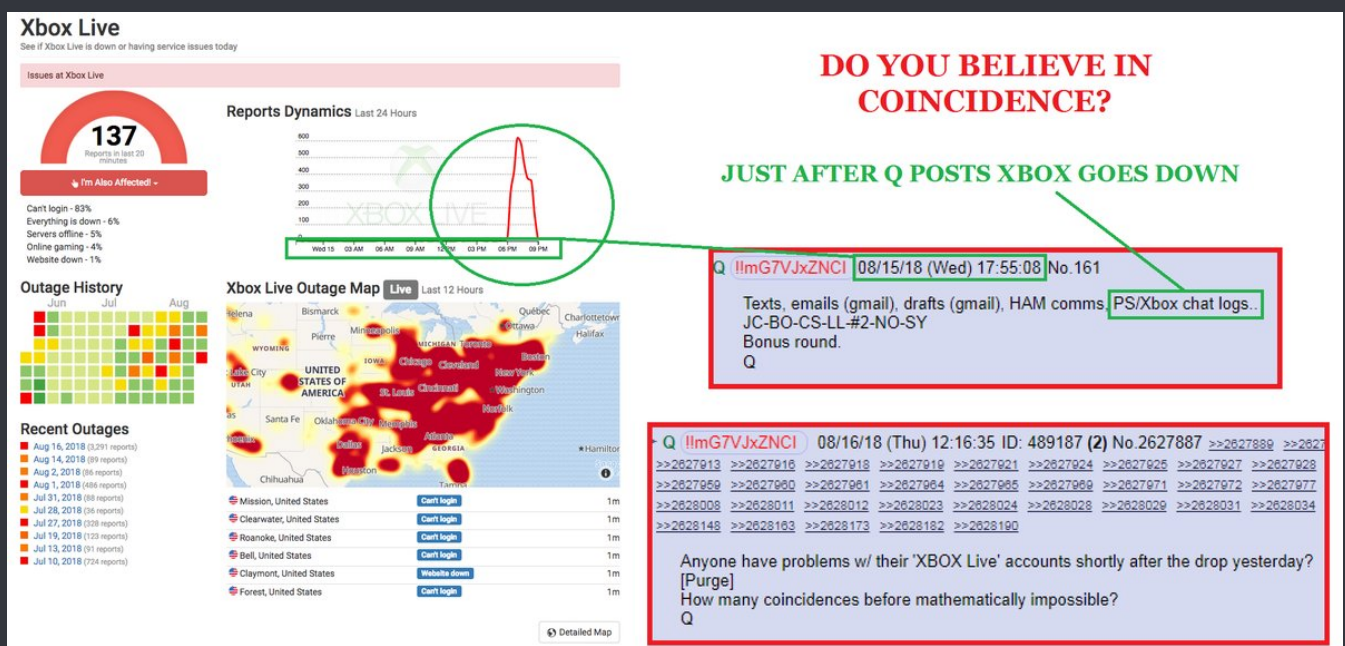 Xbox Live
See if Xbox Live is down or having service issues today
Issues at Xbox Live
137
Reports in last 20
minutes
I'm Also Affected!
Can't login - 83%
Everything is down - 6%
Servers offline - 5%
Online gaming - 4%
Website down - 1%
Reports Dynamics Last 24 Hours
600
500
400
300
200
100
0
XBOX LIVE
Wed 15 03 AM 06 AM 09 AM 12 PM 03 PM 06 PM 09 PM
Outage History
Jun Jul Aug
Recent Outages
Aug 16, 2018 (3,291 reports)
Aug 14, 2018 (89 reports)
Aug 2, 2018 (86 reports)
Aug 1, 2018 (486 reports)
Jul 31, 2018 (88 reports)
Jul 28, 2018 (36 reports)
Jul 27, 2018 (328 reports)
Jul 19, 2018 (123 reports)
Jul 13, 2018 (91 reports)
Jul 10, 2018 (724 reports)
Xbox Live Outage Map Live Last 12 Hours
Helena
Bismarck
Québec
Charlottetown
Ottawa
Halifax
Pierre
Minneapolis
WYOMING
MICHIGAN
Toronto
IOWA
Chicago
Cleveland
Boston
New York
Lake City
UTAH
UNITED
STATES OF
AMERICA
St. Louis
Cincinnati
Washington
Norfolk
as
Santa Fe
Oklahoma City
Memphis
Atlanta
Phoenix
Dallas
Jackson
GEORGIA
Hamilton
Houston
Chihuahua
Tampa
Mission, United States Can't login 1m
Clearwater, United States Can't login 1m
Roanoke, United States Can't login 1m
Bell, United States Can't login 1m
Claymont, United States Website down 1m
Forest, United States Can't login 1m
Detailed Map
DO YOU BELIEVE IN
COINCIDENCE?
JUST AFTER Q POSTS XBOX GOES DOWN
Q !!mG7VJxZNCI 08/15/18 (Wed) 17:55:08 No.161
Texts, emails (gmail), drafts (gmail), HAM comms, PS/Xbox chat logs..
JC-BO-CS-LL-#2-NO-SY
Bonus round.
Q
Q !!mG7VJxZNCI 08/16/18 (Thu) 12:16:35 ID: 489187 (2) No.2627887 >>2627889 >>2627
>>2627913 >>2627916 >>2627918 >>2627919 >>2627921 >>2627924 >>2627925 >>2627927 >>2627928
>>2627959 >>2627960 >>2627961 >>2627964 >>2627965 >>2627969 >>2627971 >>2627972 >>2627977
>>2628008 >>2628011 >>2628012 >>2628023 >>2628024 >>2628028 >>2628029 >>2628031 >>2628034
>>2628148 >>2628163 >>2628173 >>2628182 >>2628190
Anyone have problems w/ their 'XBOX Live' accounts shortly after the drop yesterday?
[Purge]
How many coincidences before mathematically impossible?
Q